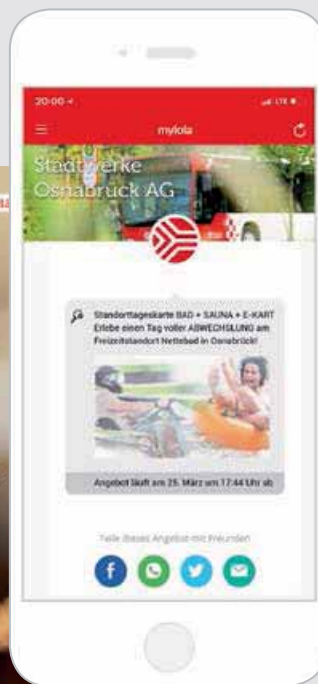 20:00
LTE
mylola
Stadtwerke
Osnabrück AG
Standorttageskarte BAD + SAUNA + E-KART
Erlebe einen Tag voller ABWECHSLUNG am
Freizeitstandort Nettebad in Osnabrück!
Angebot läuft am 25. März um 17:44 Uhr ab
Teile dieses Angebot mit Freunden